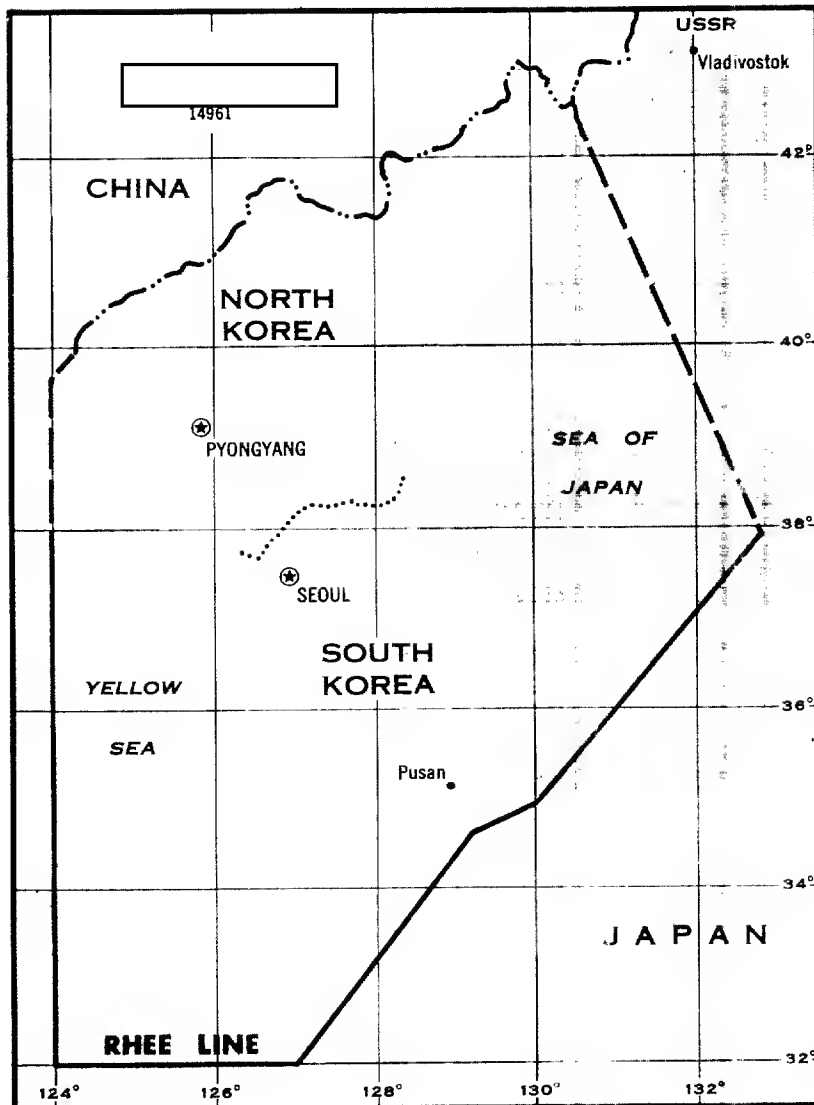 USSR
Vladivostok
14961
42°
CHINA
NORTH
KOREA
40°
SEA OF
JAPAN
PYONGYANG
38°
SEOUL
SOUTH
KOREA
YELLOW
SEA
36°
Pusan
34°
JAPAN
RHEE LINE
32°
124°
126°
128°
130°
132°